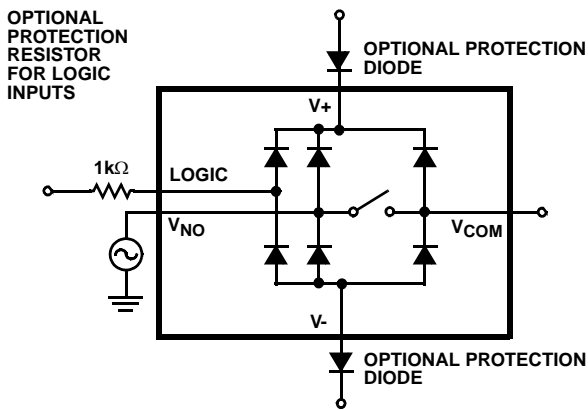 OPTIONAL
PROTECTION
RESISTOR
FOR LOGIC
INPUTS
OPTIONAL PROTECTION
DIODE
V+
1kΩ
LOGIC
VNO
VCOM
V-
OPTIONAL PROTECTION
DIODE